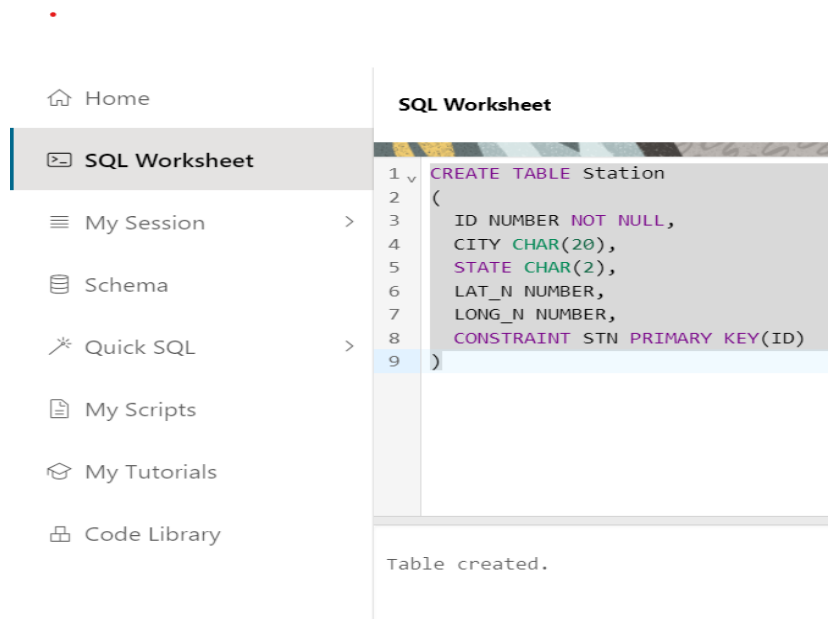 Home
SQL Worksheet
My Session
Schema
Quick SQL
My Scripts
My Tutorials
Code Library
SQL Worksheet
1 CREATE TABLE Station
2 (
3 ID NUMBER NOT NULL,
4 CITY CHAR(20),
5 STATE CHAR(2),
6 LAT_N NUMBER,
7 LONG_N NUMBER,
8 CONSTRAINT STN PRIMARY KEY(ID)
9 )
Table created.